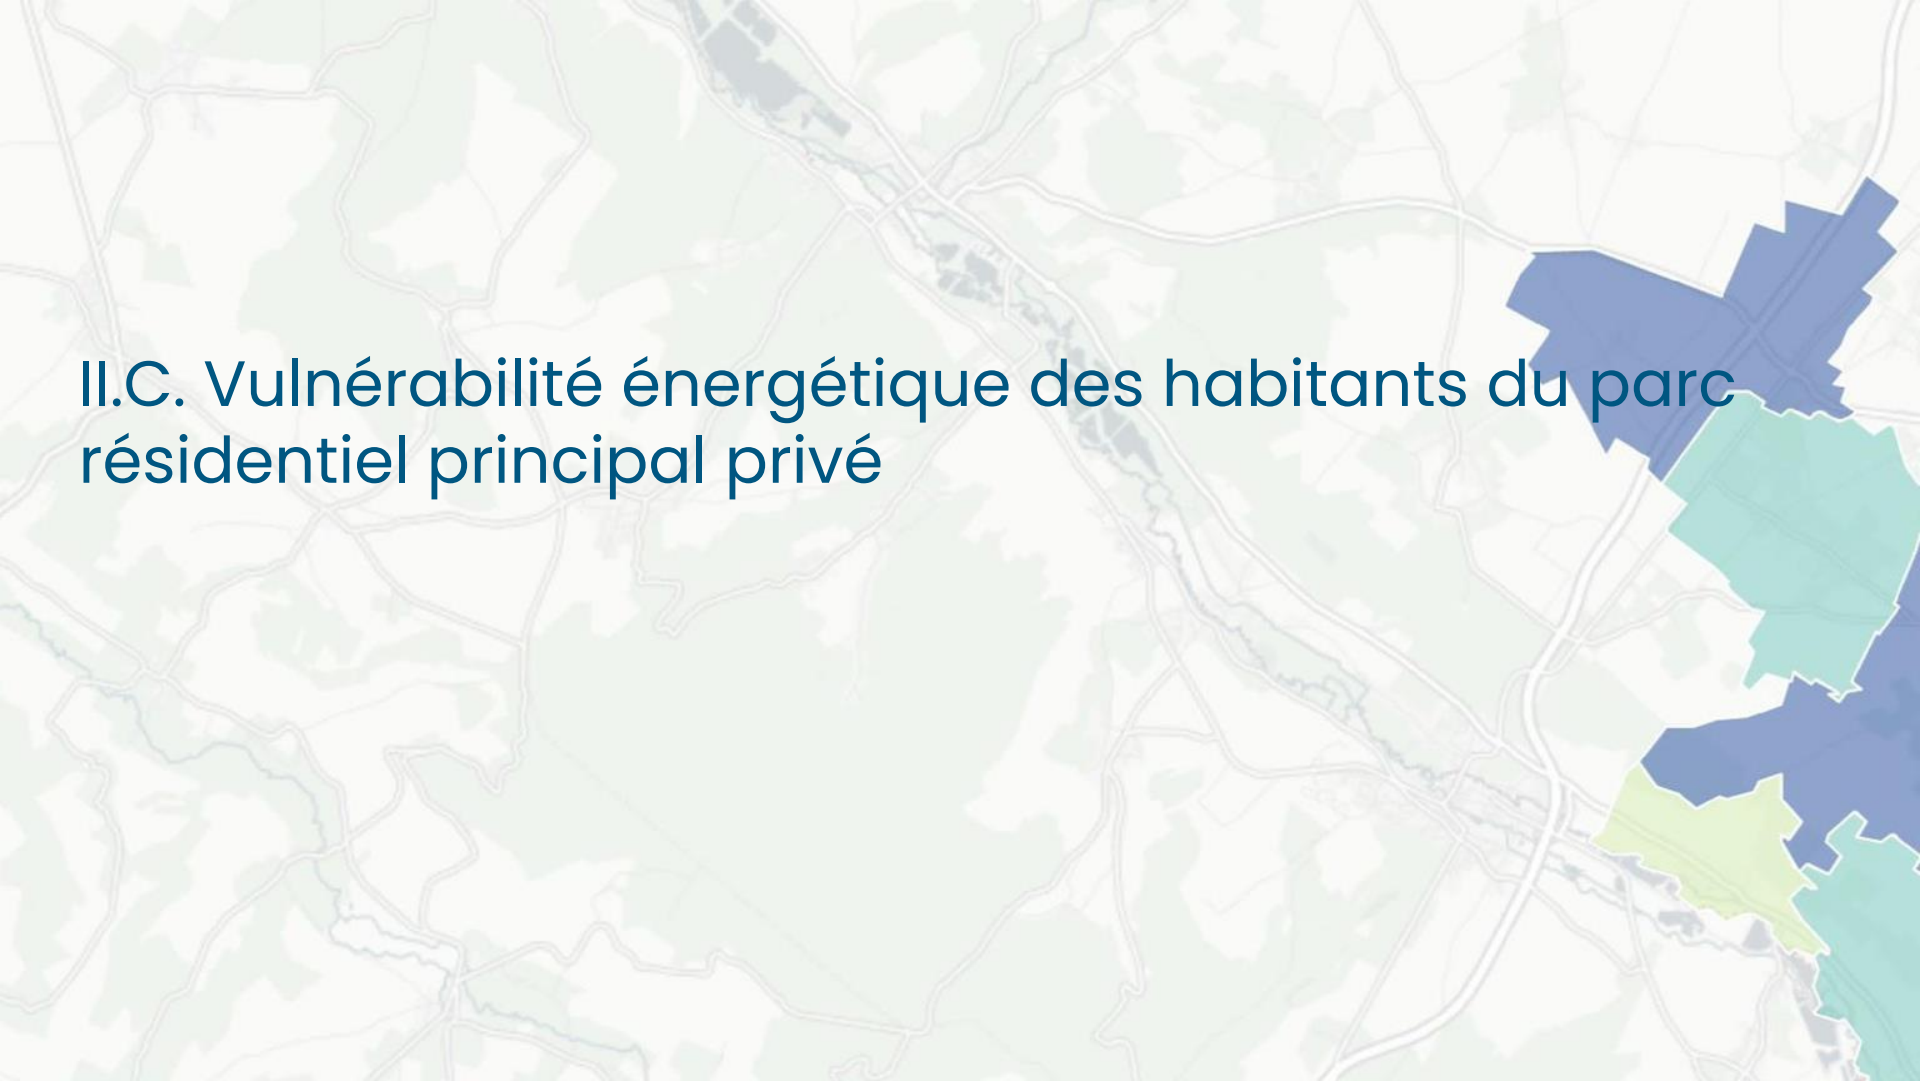 II.C. Vulnérabilité énergétique des habitants du parc
résidentiel principal privé